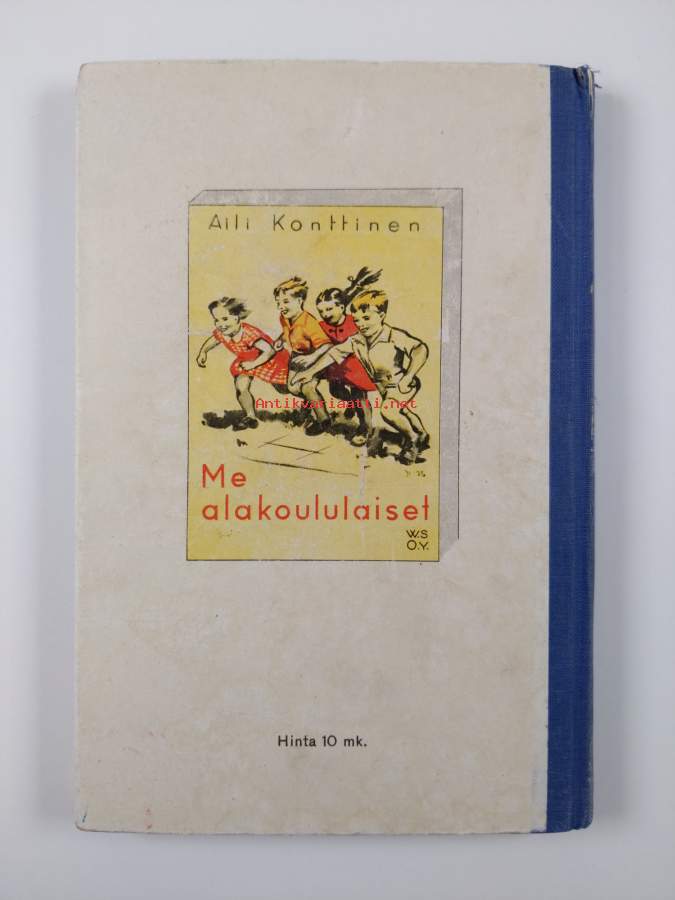 Aili Konttinen
Antikvariaatti.net
Me
alakoululaiset
W.S
O.Y.
Hinta 10 mk.